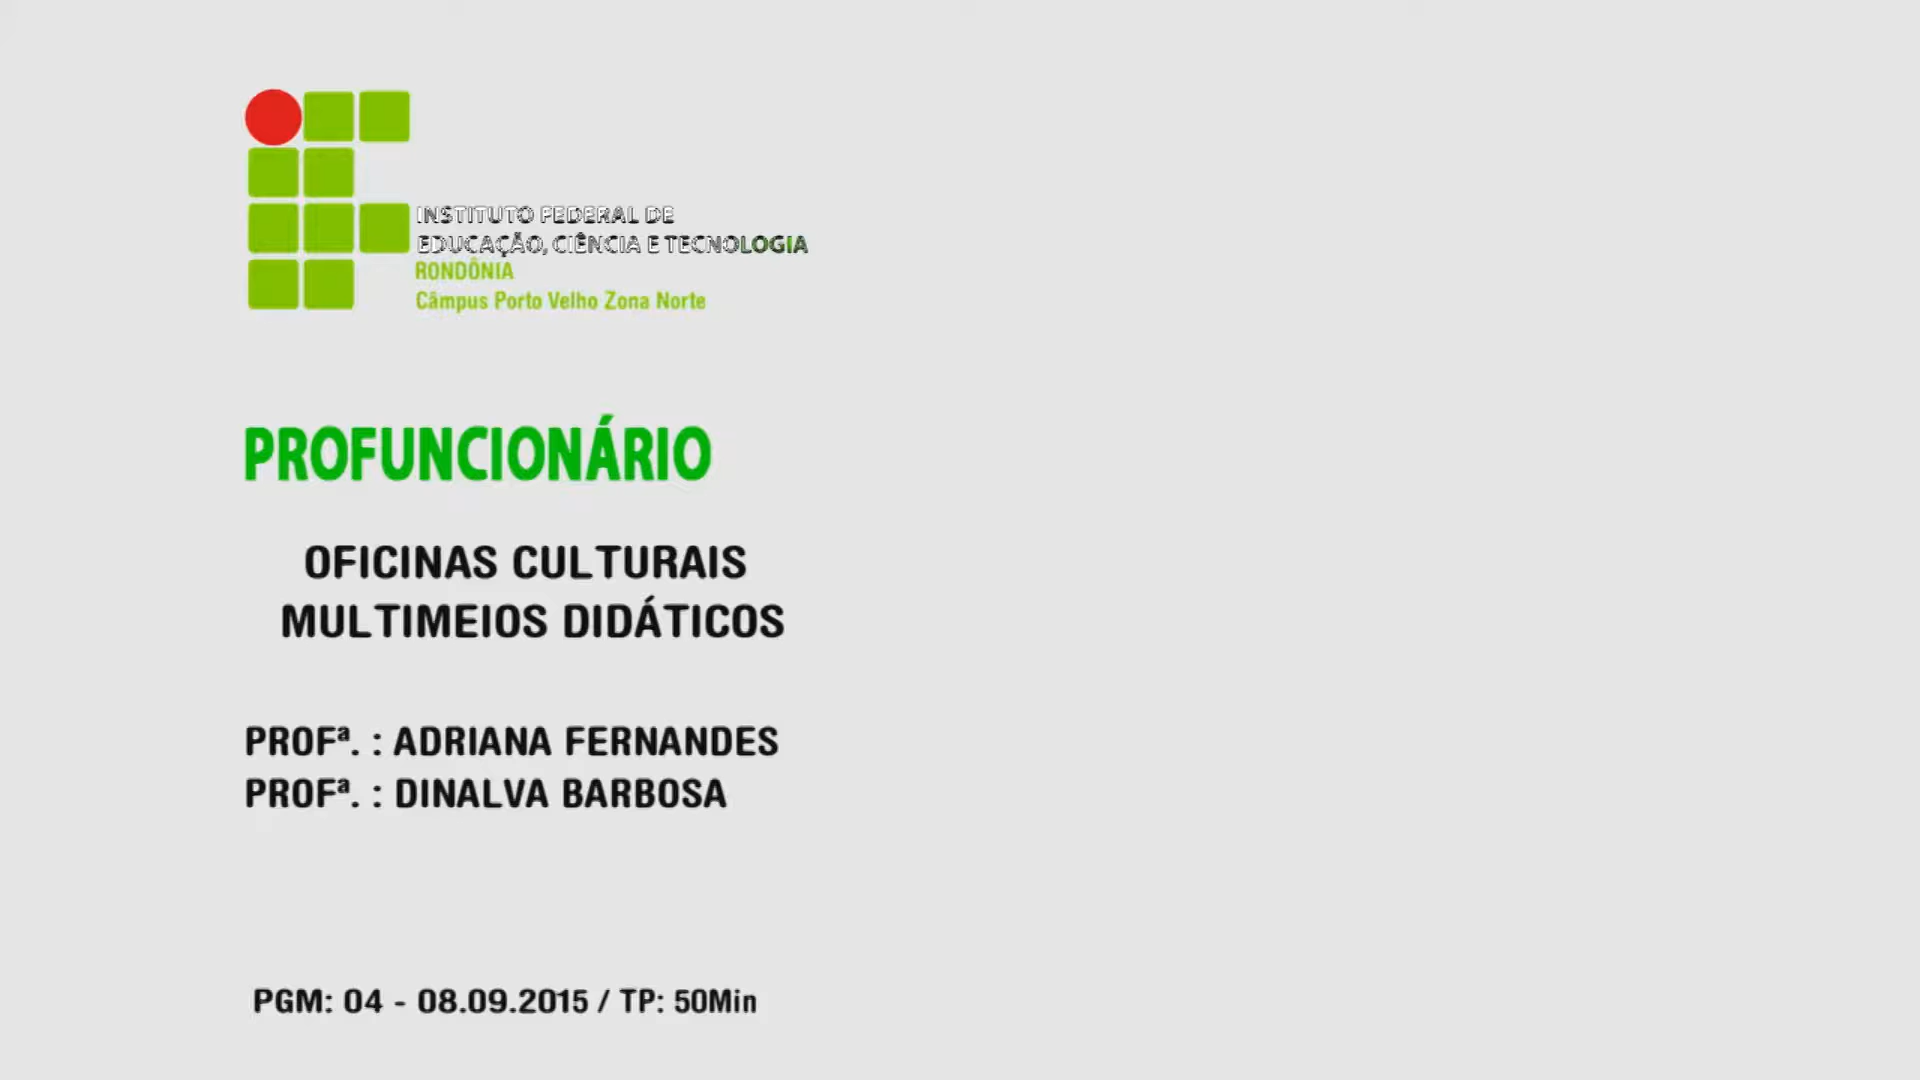 INSTITUTO FEDERAL DE
EDUCAÇÃO, CIÊNCIA E TECNOLOGIA
RONDÔNIA
Câmpus Porto Velho Zona Norte
PROFUNCIONÁRIO
OFICINAS CULTURAIS
MULTIMEIOS DIDÁTICOS
PROFª. : ADRIANA FERNANDES
PROFª. : DINALVA BARBOSA
PGM: 04 - 08.09.2015 / TP: 50Min